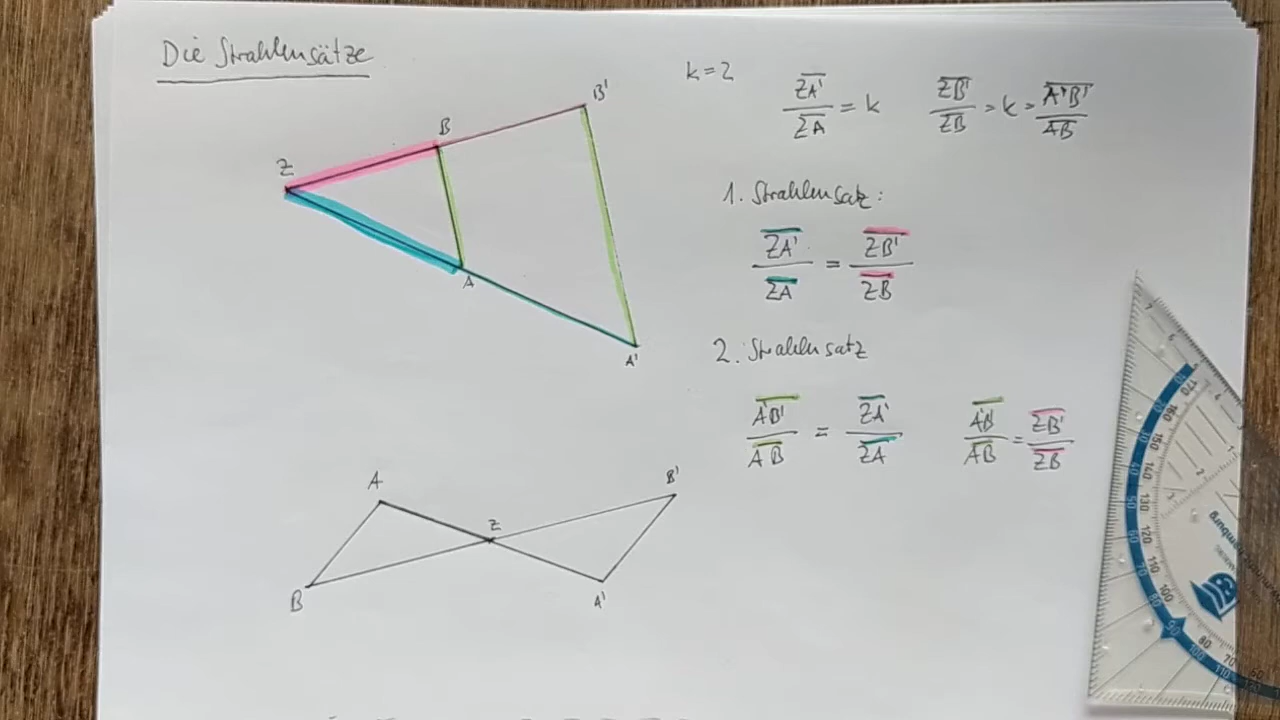 Die Strahlensätze
k=2
ZA'/ZA = k
ZB'/ZB = k = A'B'/AB
Z
B
B'
A
A'
1. Strahlensatz:
ZA'/ZA = ZB'/ZB
2. Strahlensatz
A'B'/AB = ZA'/ZA
A'B'/AB = ZB'/ZB
A
Z
B'
B
A'